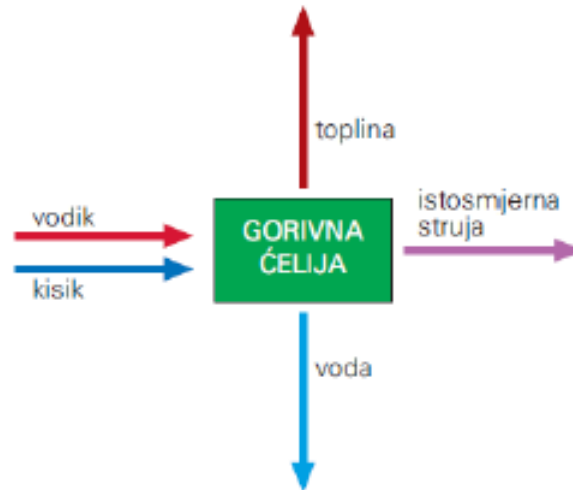 toplina
vodik
kisik
GORIVNA
ĆELIJA
istosmjerna
struja
voda